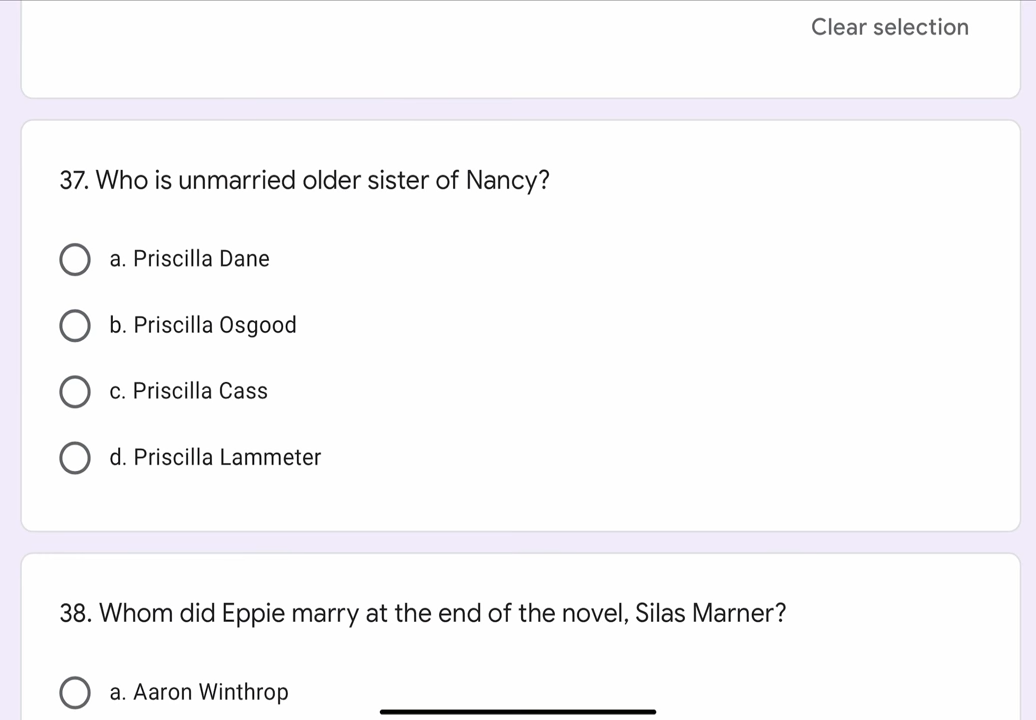 Clear selection
37. Who is unmarried older sister of Nancy?
a. Priscilla Dane
b. Priscilla Osgood
c. Priscilla Cass
d. Priscilla Lammeter
38. Whom did Eppie marry at the end of the novel, Silas Marner?
a. Aaron Winthrop